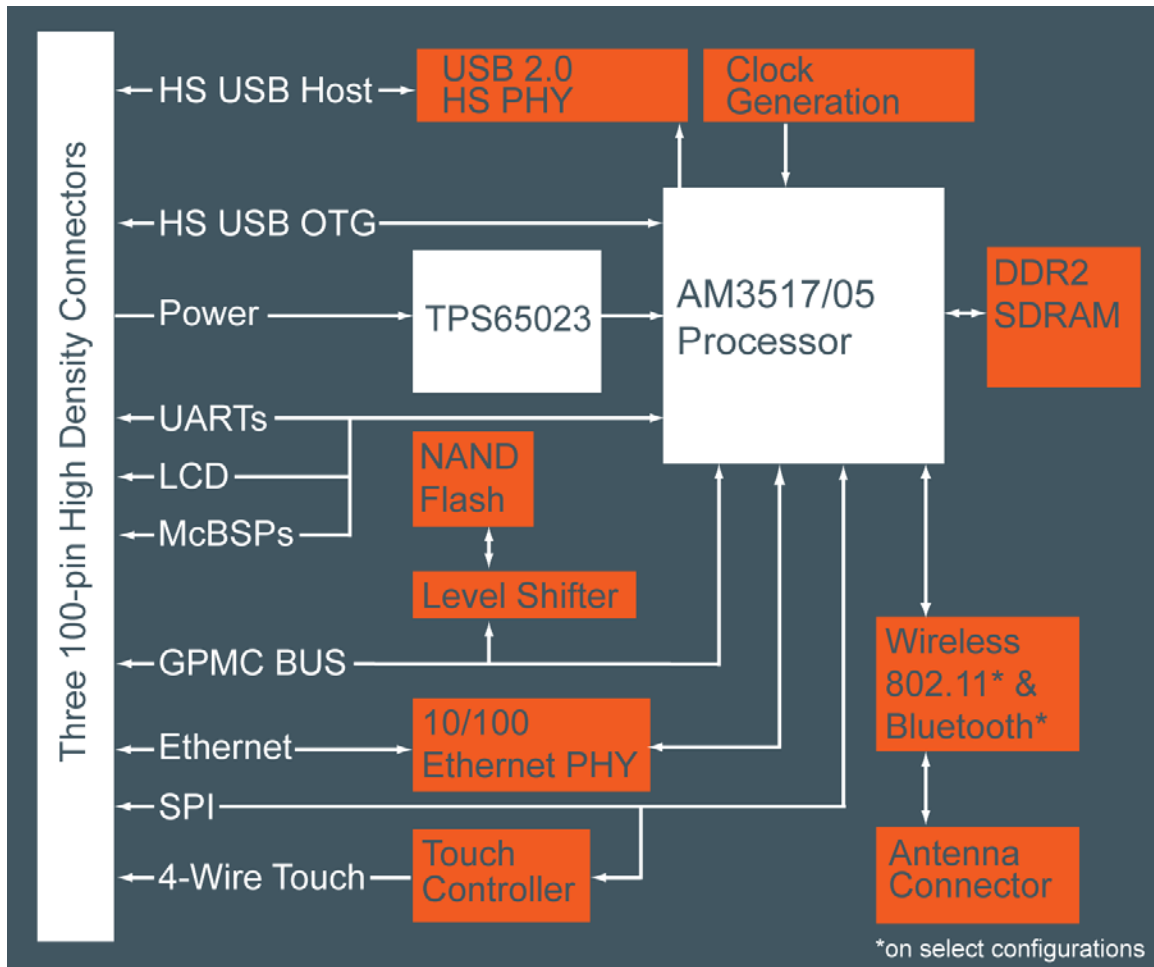 Three 100-pin High Density Connectors
HS USB Host
USB 2.0
HS PHY
Clock
Generation
HS USB OTG
Power
TPS65023
AM3517/05
Processor
DDR2
SDRAM
UARTs
LCD
McBSPs
NAND
Flash
Level Shifter
GPMC BUS
Wireless
802.11* &
Bluetooth*
Ethernet
10/100
Ethernet PHY
SPI
4-Wire Touch
Touch
Controller
Antenna
Connector
*on select configurations